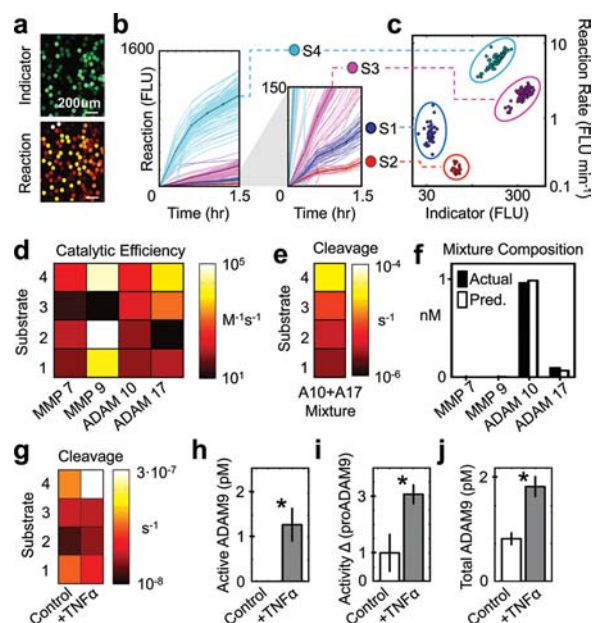 a
Indicator
200um
Reaction
b
1600
Reaction (FLU)
0
0
1.5
Time (hr)
150
0
1.5
Time (hr)
S4
S3
S1
S2
c
10
1
0.1
Reaction Rate (FLU min⁻¹)
30
300
Indicator (FLU)
d
Catalytic Efficiency
Substrate
4
3
2
1
MMP 7
MMP 9
ADAM 10
ADAM 17
10⁵
M⁻¹s⁻¹
10¹
e
Cleavage
Substrate
4
3
2
1
A10+A17
Mixture
10⁻⁴
s⁻¹
10⁻⁶
f
Mixture Composition
Actual
Pred.
1
nM
0
MMP 7
MMP 9
ADAM 10
ADAM 17
g
Cleavage
Substrate
4
3
2
1
Control
+TNFα
3·10⁻⁷
s⁻¹
10⁻⁸
h
Active ADAM9 (pM)
2
1
0
*
Control
+TNFα
i
Activity Δ (proADAM9)
3
0
*
Control
+TNFα
j
Total ADAM9 (pM)
2
0
*
Control
+TNFα